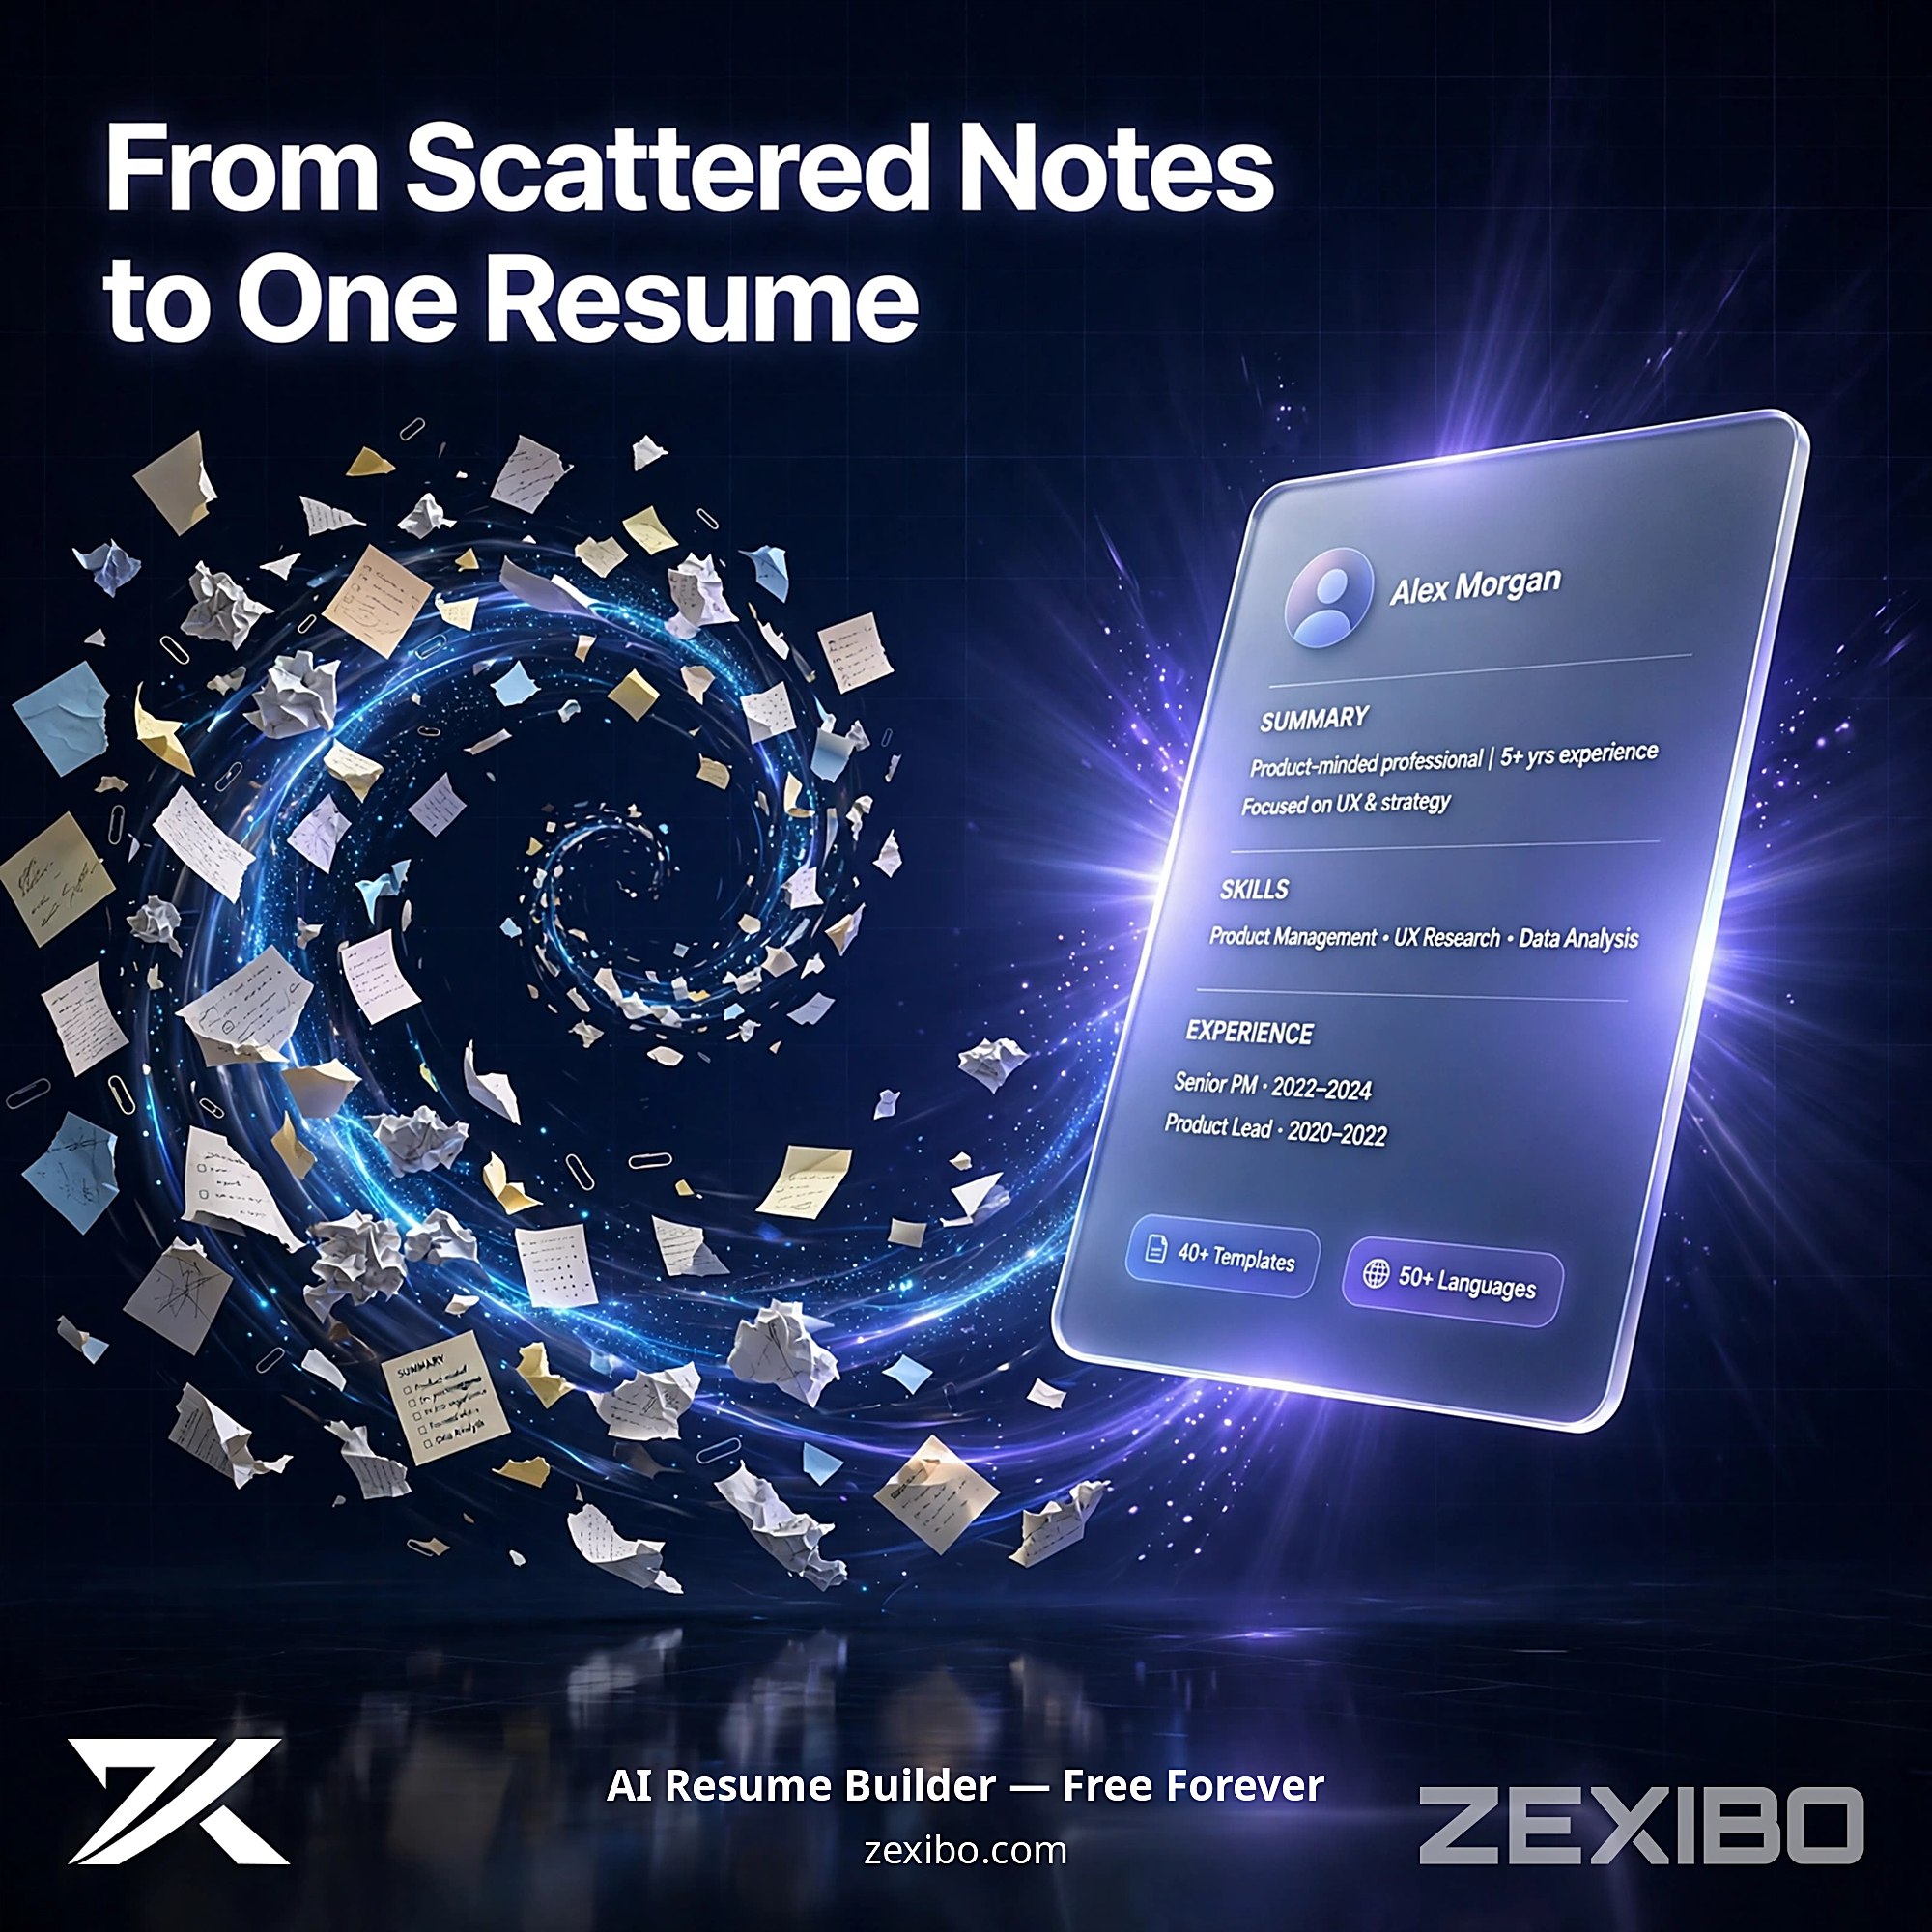 From Scattered Notes
to One Resume
Alex Morgan
SUMMARY
Product-minded professional | 5+ yrs experience
Focused on UX & strategy
SKILLS
Product Management • UX Research • Data Analysis
EXPERIENCE
Senior PM • 2022–2024
Product Lead • 2020–2022
40+ Templates
50+ Languages
SUMMARY
AI Resume Builder — Free Forever
zexibo.com
ZEXIBO